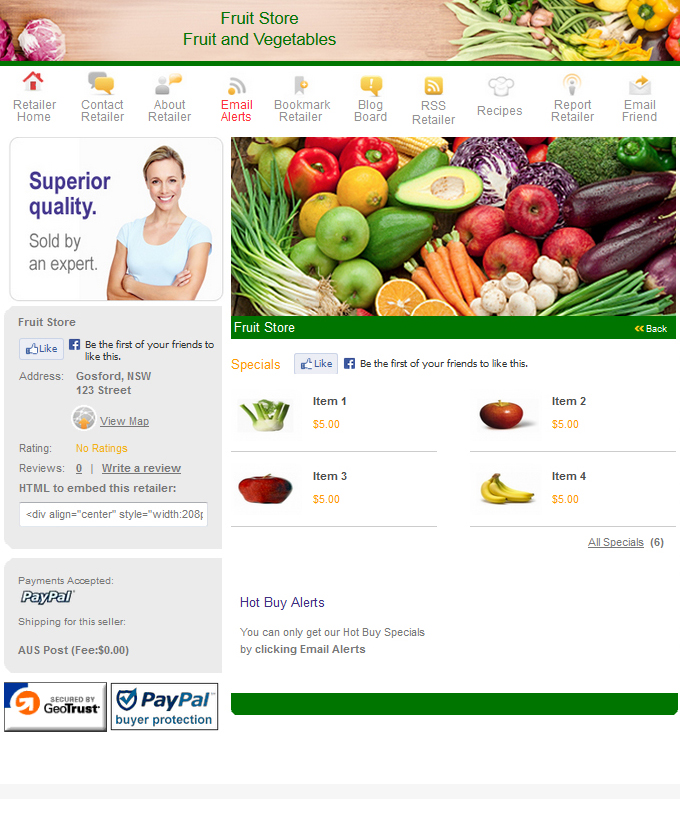 Fruit Store
Fruit and Vegetables
Retailer Home
Contact Retailer
About Retailer
Email Alerts
Bookmark Retailer
Blog Board
RSS Retailer
Recipes
Report Retailer
Email Friend
Superior
quality.
Sold by
an expert.
Fruit Store
Like
Be the first of your friends to
like this.
Address: Gosford, NSW
123 Street
View Map
Rating: No Ratings
Reviews: 0 | Write a review
HTML to embed this retailer:
<div align="center" style="width:208p
Payments Accepted:
PayPal
Shipping for this seller:
AUS Post (Fee:$0.00)
SECURED BY
GeoTrust
PayPal
buyer protection
Fruit Store
Back
Specials
Like
Be the first of your friends to like this.
Item 1
$5.00
Item 2
$5.00
Item 3
$5.00
Item 4
$5.00
All Specials (6)
Hot Buy Alerts
You can only get our Hot Buy Specials
by clicking Email Alerts